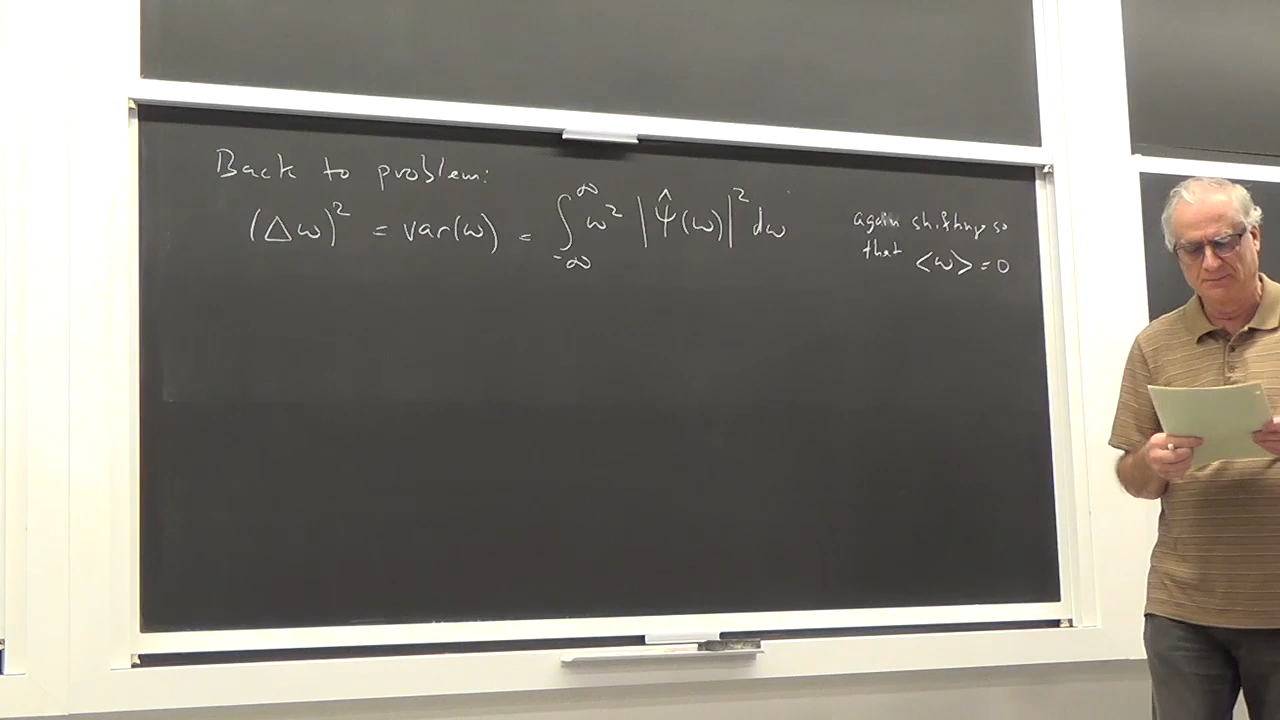 Back to problem:
(Δω)² = var(ω) = ∫_{-∞}^{∞} ω² |Ψ̂(ω)|² dω
again shifting so
that <ω> = 0